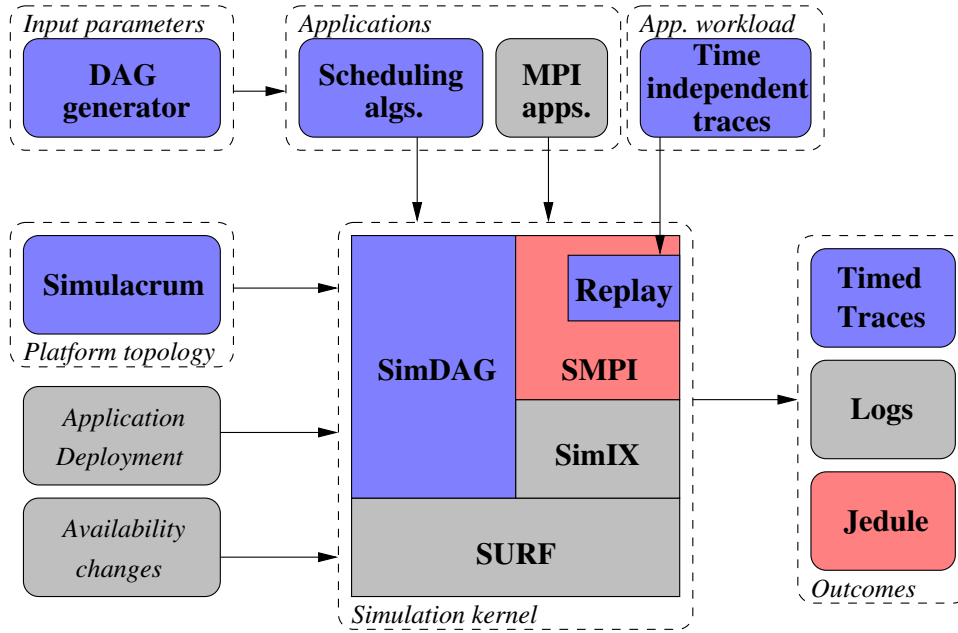 Input parameters
DAG
generator
Applications
Scheduling
algs.
MPI
apps.
App. workload
Time
independent
traces
Simulacrum
Platform topology
Application
Deployment
Availability
changes
Replay
SimDAG
SMPI
SimIX
SURF
Simulation kernel
Timed
Traces
Logs
Jedule
Outcomes